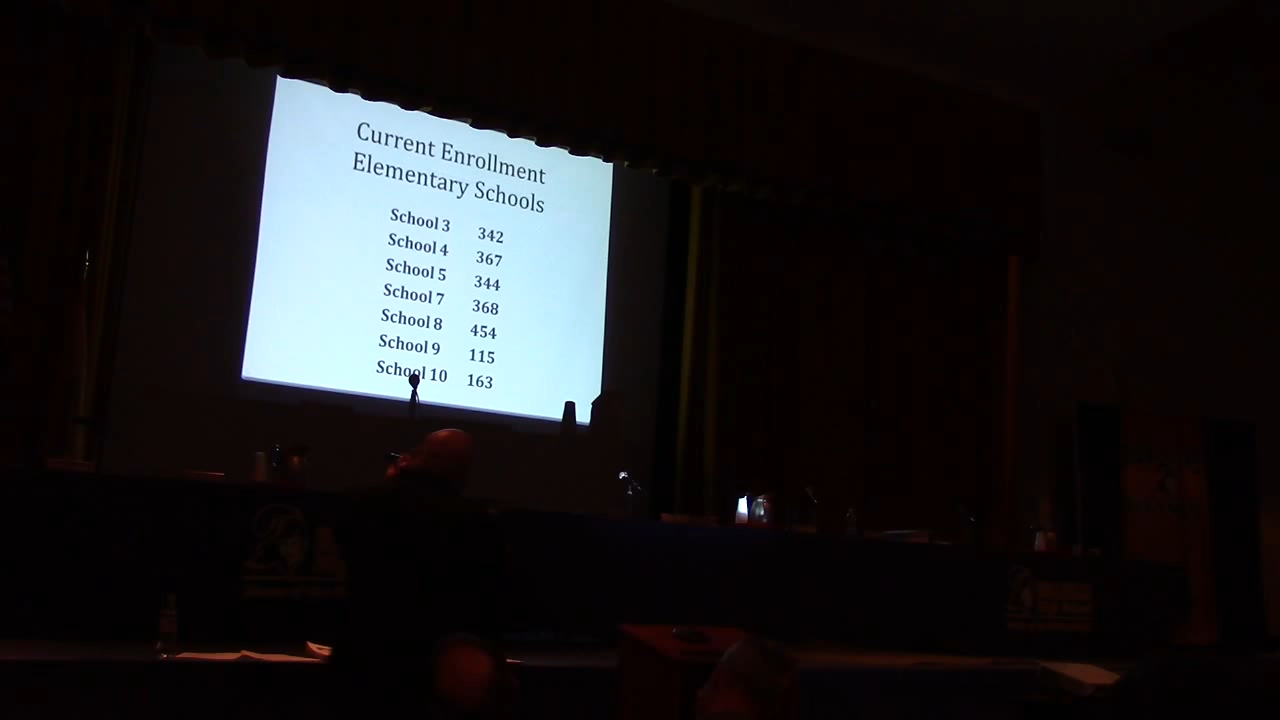 Current Enrollment
Elementary Schools
School 3 342
School 4 367
School 5 344
School 7 368
School 8 454
School 9 115
School 10 163